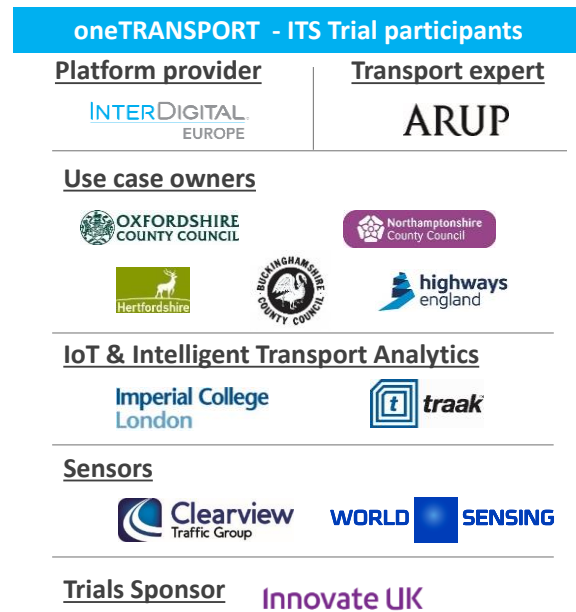 oneTRANSPORT - ITS Trial participants
Platform provider
Transport expert
INTERDIGITAL.
EUROPE
ARUP
Use case owners
OXFORDSHIRE
COUNTY COUNCIL
Northamptonshire
County Council
Hertfordshire
BUCKINGHAMSHIRE
COUNTY COUNCIL
highways
england
IoT & Intelligent Transport Analytics
Imperial College
London
t traak
Sensors
Clearview
Traffic Group
WORLD SENSING
Trials Sponsor
Innovate UK